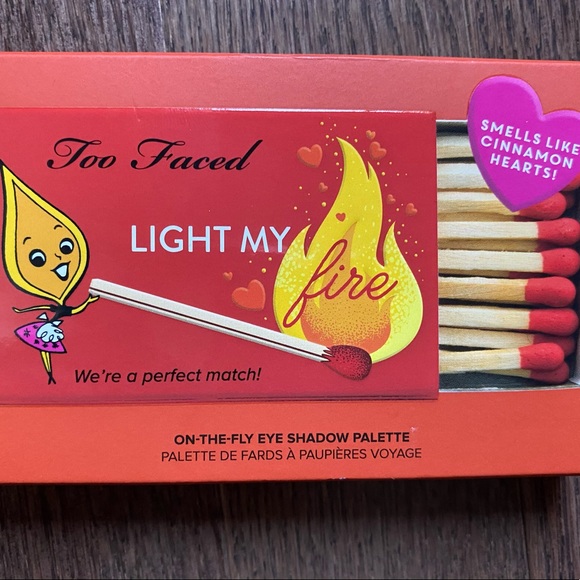 Too Faced
LIGHT MY
fire
We're a perfect match!
SMELLS LIKE
CINNAMON
HEARTS!
ON-THE-FLY EYE SHADOW PALETTE
PALETTE DE FARDS À PAUPIÈRES VOYAGE